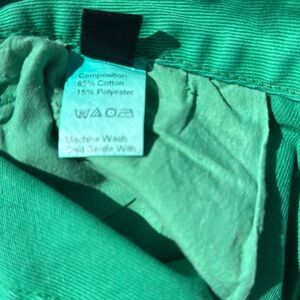 Composition
85% Cotton
15% Polyester
Machine Wash
Cold Gentle With